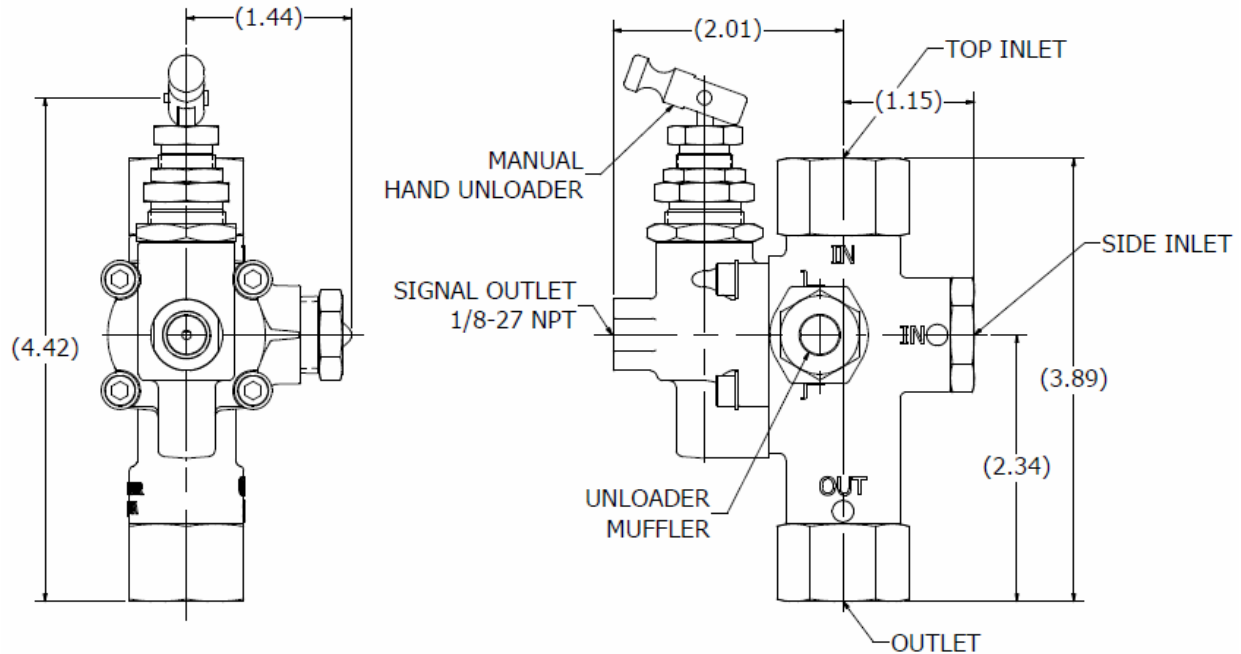 (1.44)
(4.42)
(2.01)
TOP INLET
(1.15)
MANUAL
HAND UNLOADER
IN
SIDE INLET
SIGNAL OUTLET
1/8-27 NPT
IN
(3.89)
(2.34)
OUT
UNLOADER
MUFFLER
OUTLET